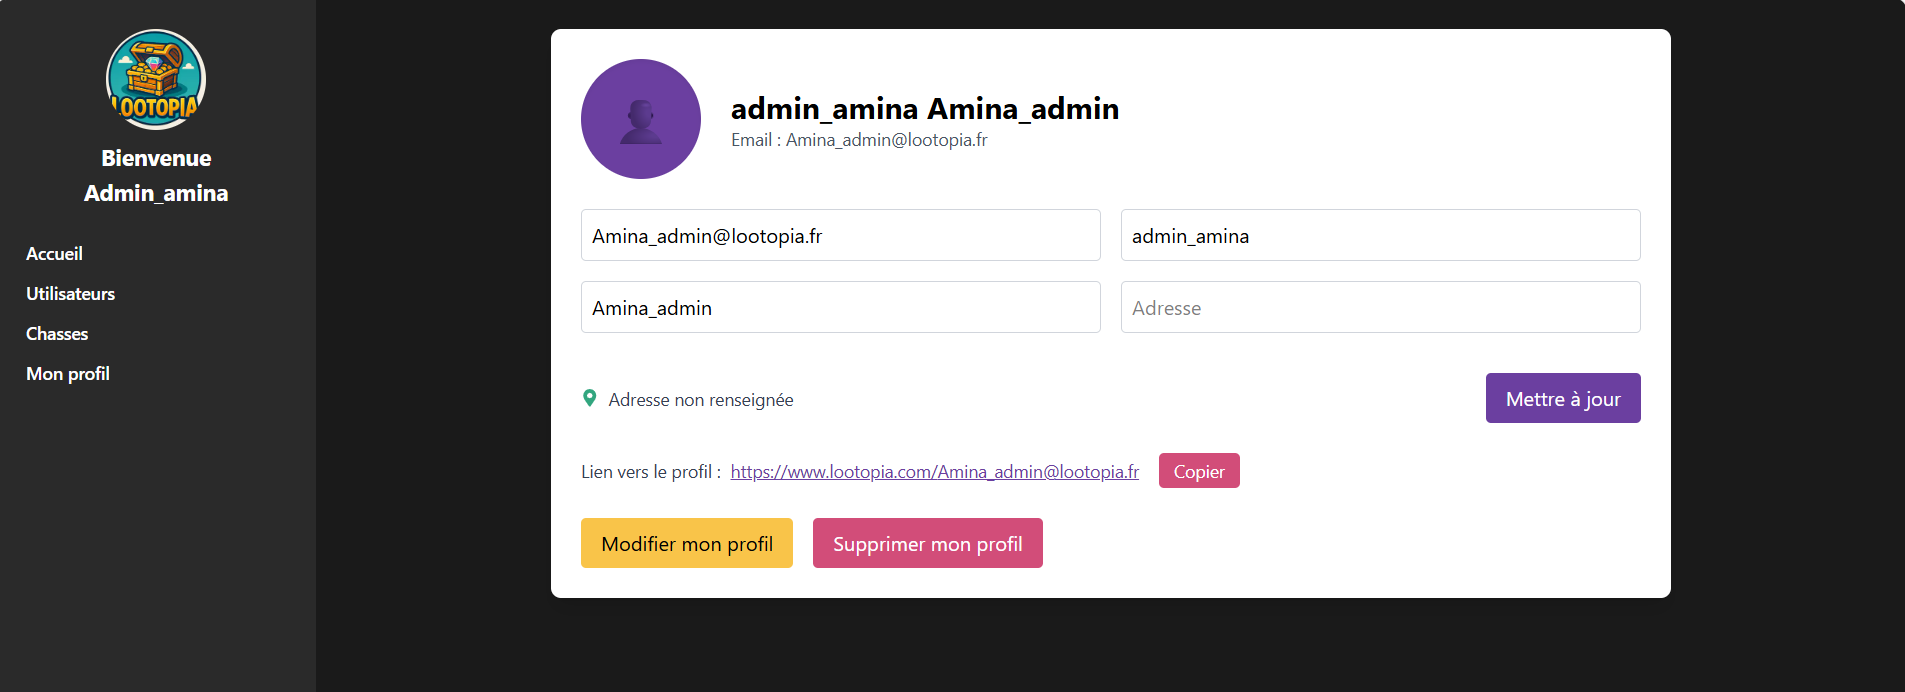 LOOTOPIA
Bienvenue
Admin_amina
Accueil
Utilisateurs
Chasses
Mon profil
admin_amina Amina_admin
Email : Amina_admin@lootopia.fr
Amina_admin@lootopia.fr
admin_amina
Amina_admin
Adresse
Adresse non renseignée
Mettre à jour
Lien vers le profil : https://www.lootopia.com/Amina_admin@lootopia.fr
Copier
Modifier mon profil
Supprimer mon profil